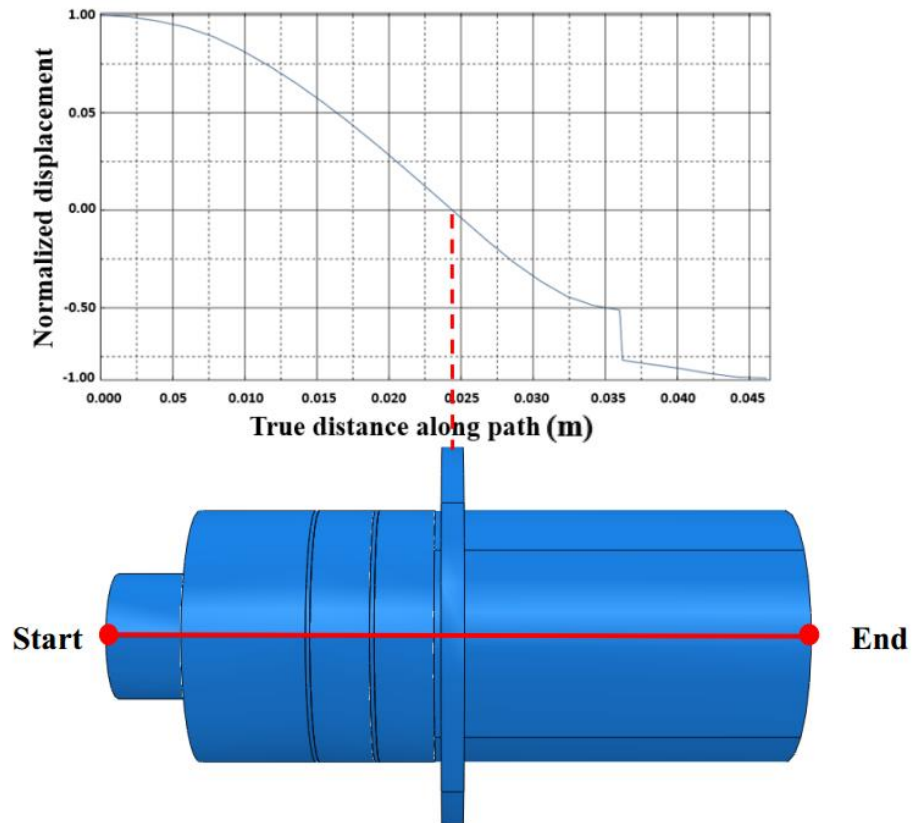 Normalized displacement
1.00
0.05
0.00
-0.50
-1.00
0.000 0.05 0.010 0.015 0.020 0.025 0.030 0.035 0.040 0.045
True distance along path (m)
Start
End